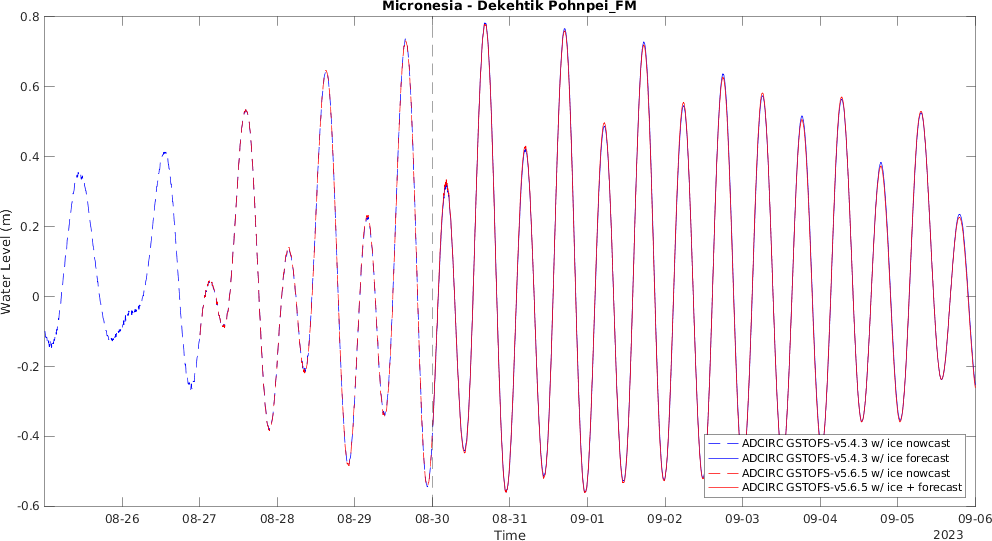 Micronesia - Dekehtik Pohnpei_FM
0.8
0.6
0.4
0.2
0
-0.2
-0.4
-0.6
Water Level (m)
ADCIRC GSTOFS-v5.4.3 w/ ice nowcast
ADCIRC GSTOFS-v5.4.3 w/ ice forecast
ADCIRC GSTOFS-v5.6.5 w/ ice nowcast
ADCIRC GSTOFS-v5.6.5 w/ ice + forecast
08-26 08-27 08-28 08-29 08-30 08-31 09-01 09-02 09-03 09-04 09-05 09-06
Time
2023